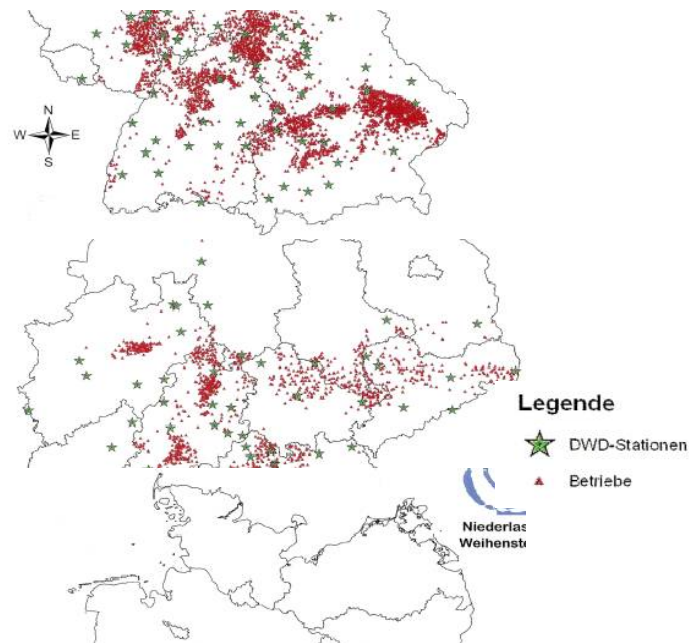 N
W E
S
Legende
DWD-Stationen
Betriebe
Niederlas
Weihenste